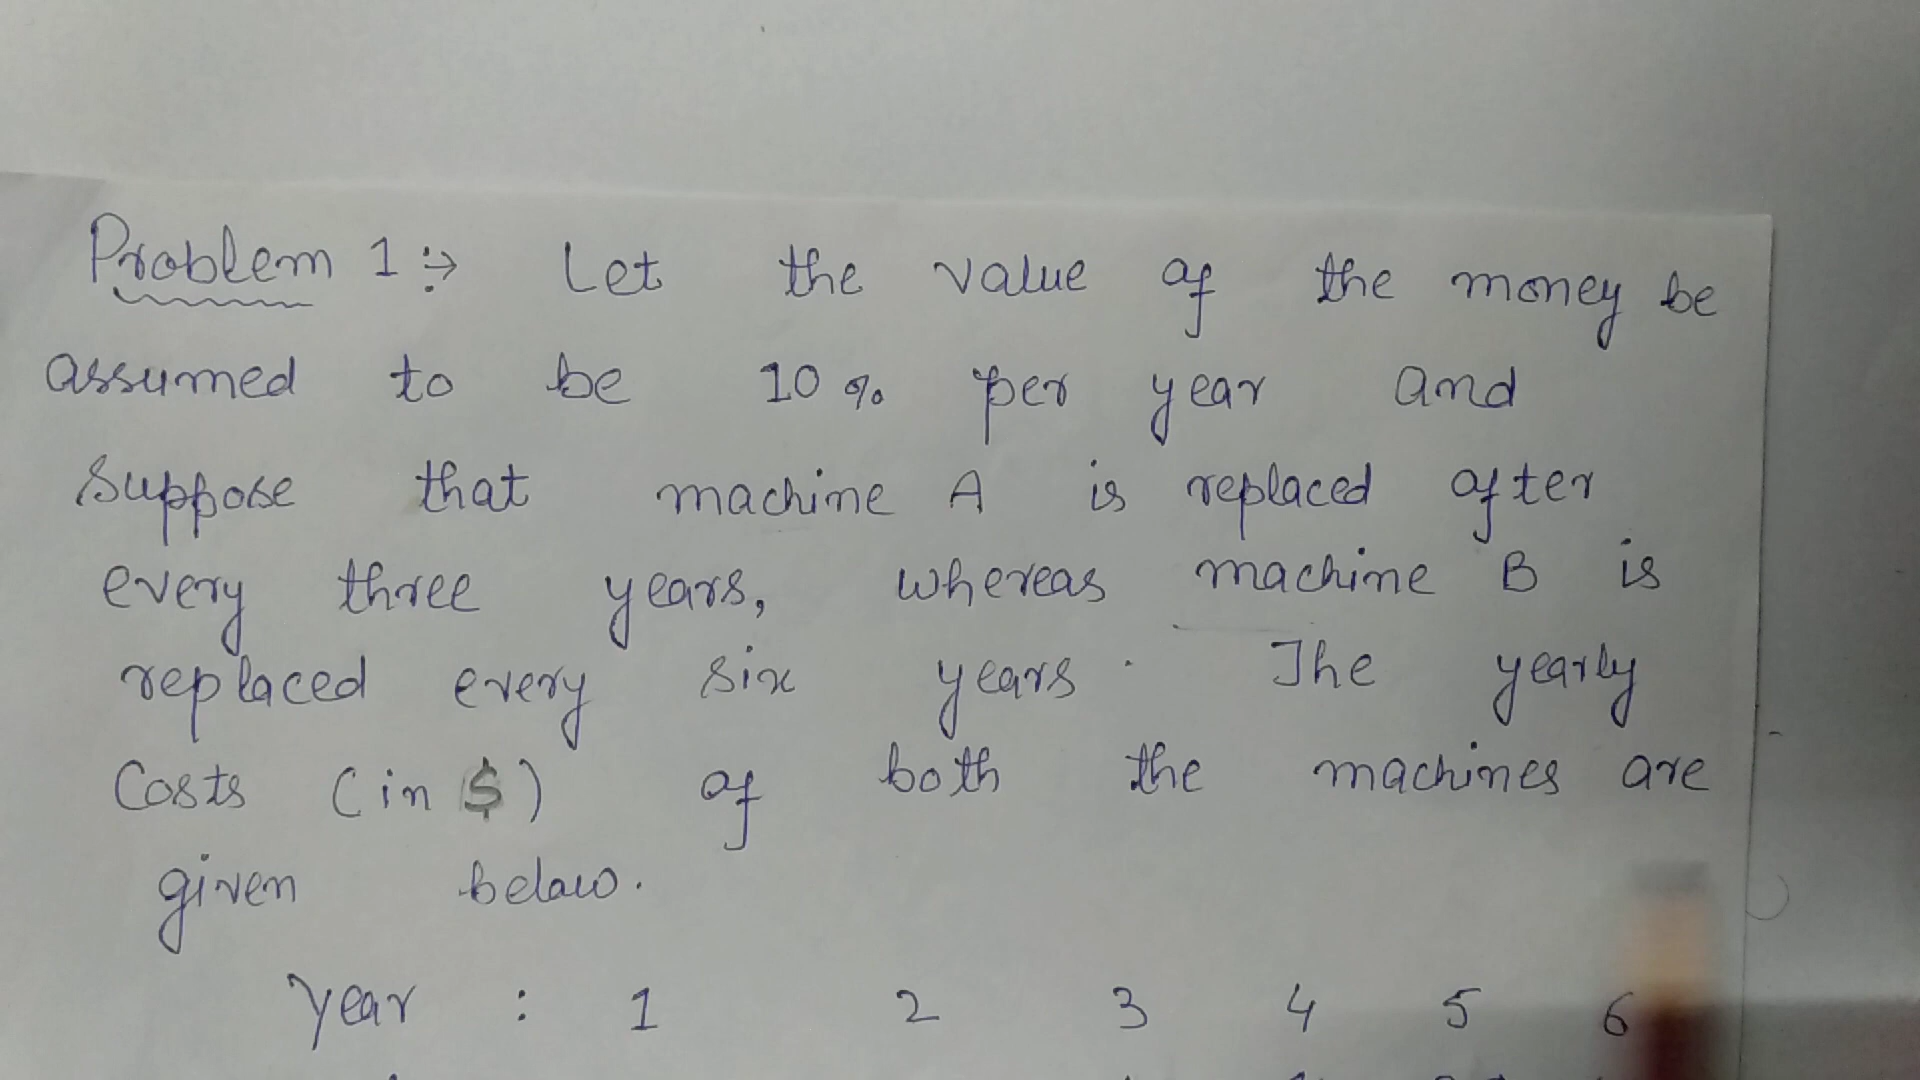 Problem 1 :→ Let the value of the money be
assumed to be 10% per year and
suppose that machine A is replaced after
every three years, whereas machine B is
replaced every six years. The yearly
Costs (in $) of both the machines are
given below.
Year : 1 2 3 4 5 6